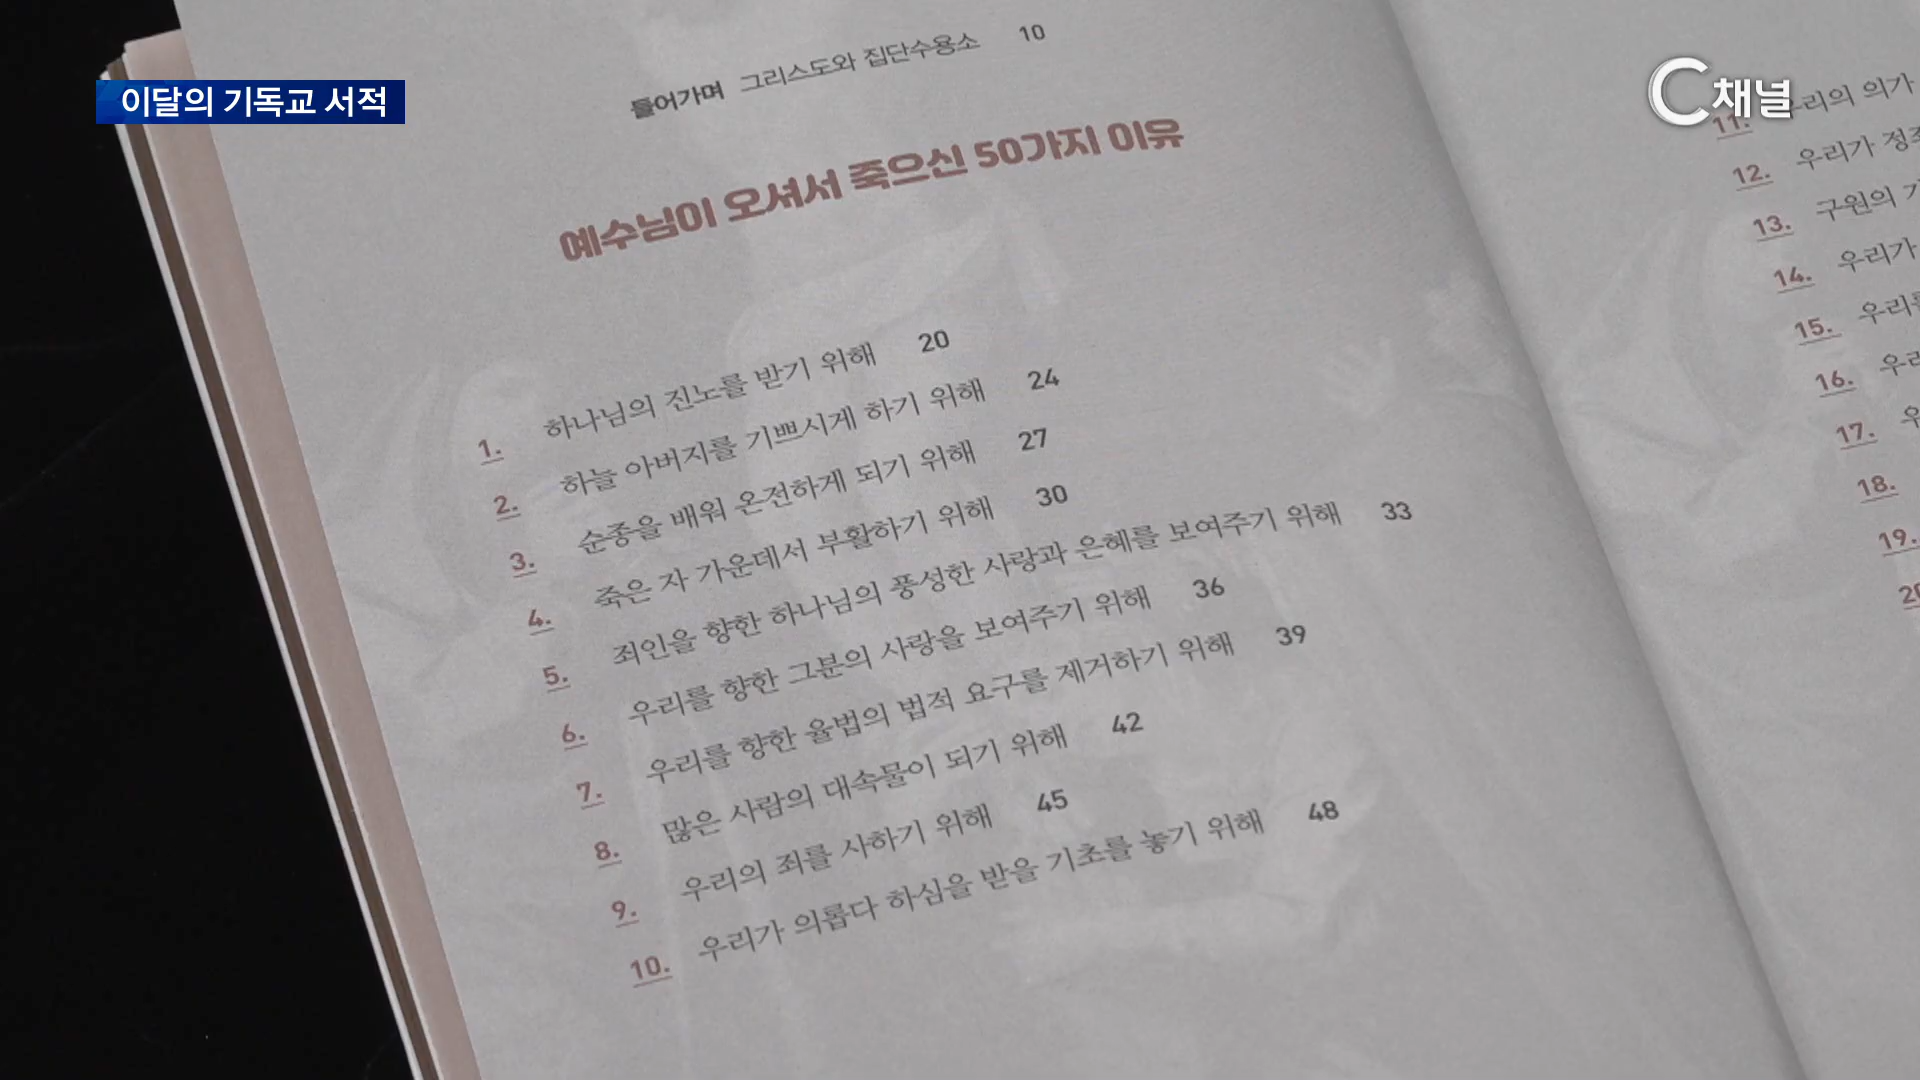 이달의 기독교 서적
C채널
들어가며 그리스도와 집단수용소 10
예수님이 오셔서 죽으신 50가지 이유
1. 하나님의 진노를 받기 위해 20
2. 하늘 아버지를 기쁘시게 하기 위해 24
3. 순종을 배워 온전하게 되기 위해 27
4. 죽은 자 가운데서 부활하기 위해 30
5. 죄인을 향한 하나님의 풍성한 사랑과 은혜를 보여주기 위해 33
6. 우리를 향한 그분의 사랑을 보여주기 위해 36
7. 우리를 향한 율법의 법적 요구를 제거하기 위해 39
8. 많은 사람의 대속물이 되기 위해 42
9. 우리의 죄를 사하기 위해 45
10. 우리가 의롭다 하심을 받을 기초를 놓기 위해 48
11. 우리의 의가
12. 우리가
13. 구원의
14. 우리가
15.
16.
17.
18.
19.